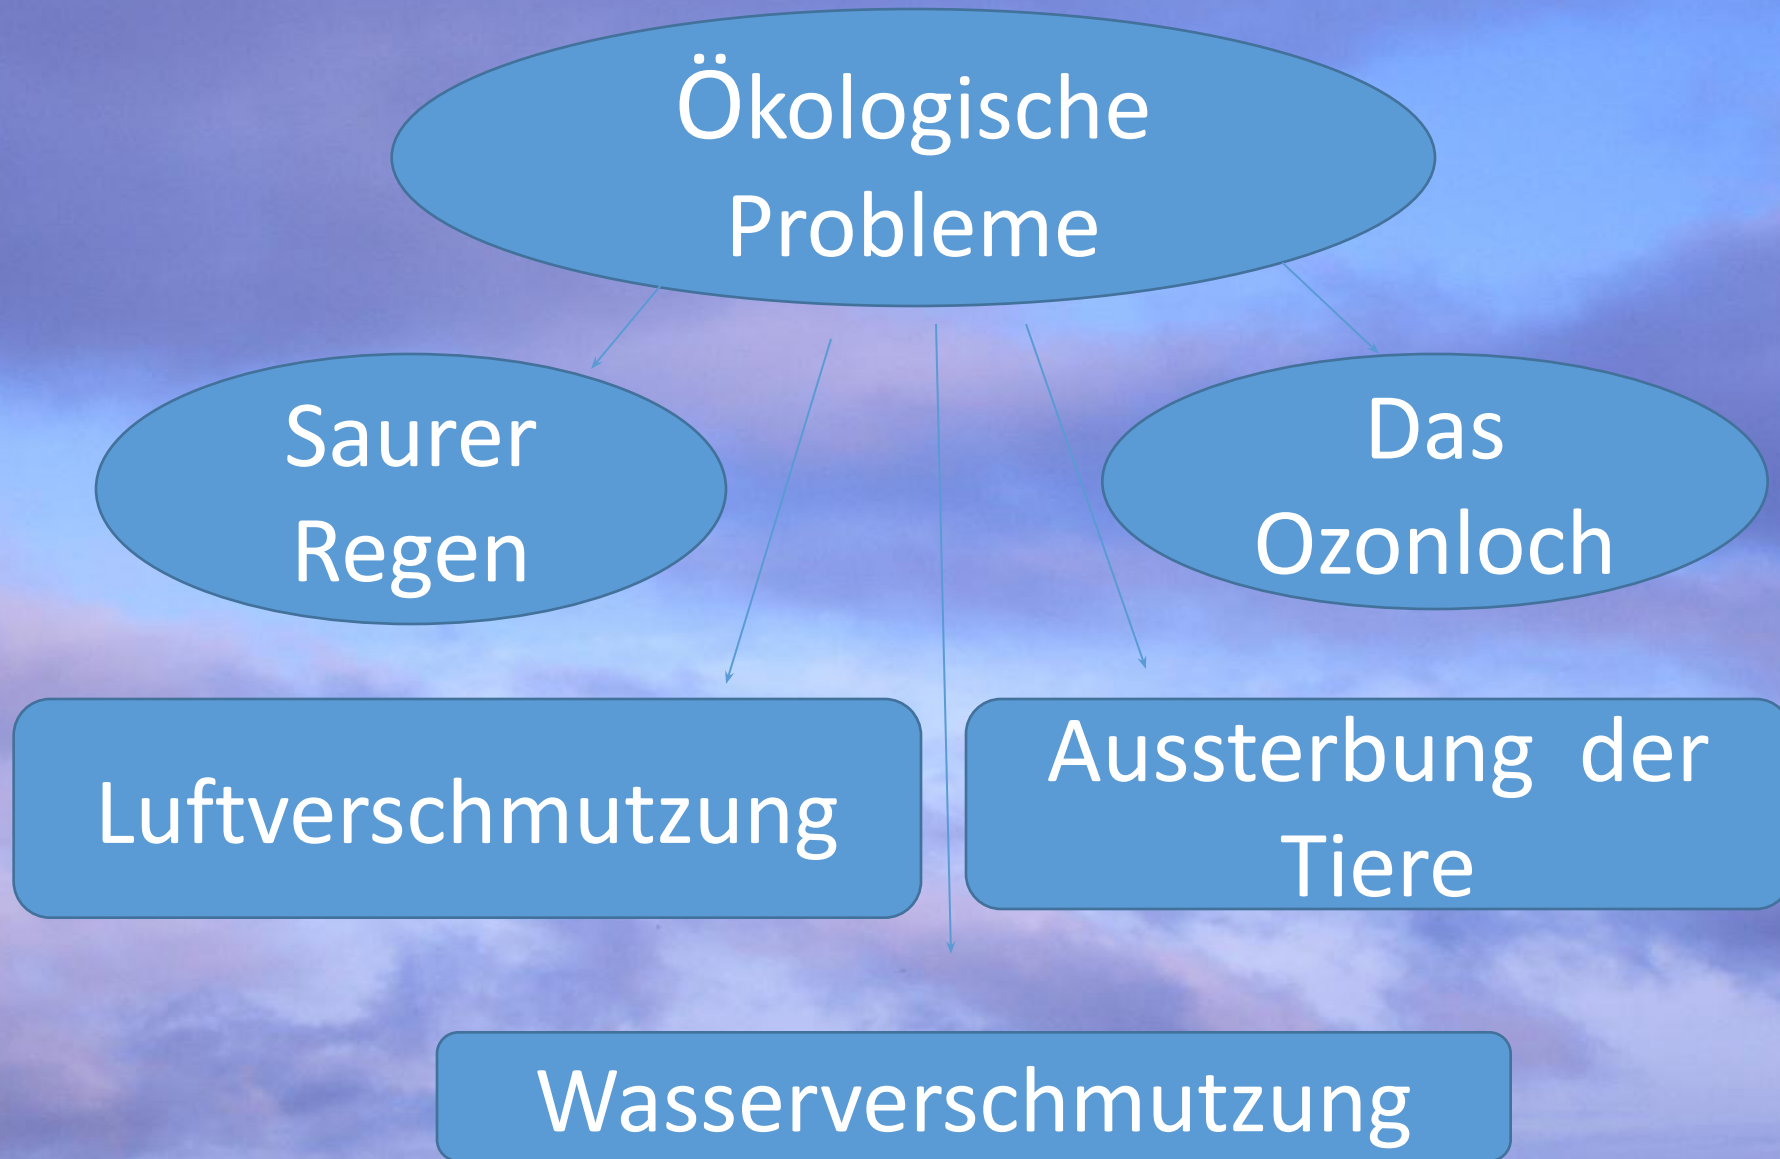 Ökologische
Probleme
Saurer
Regen
Das
Ozonloch
Luftverschmutzung
Aussterbung der
Tiere
Wasserverschmutzung